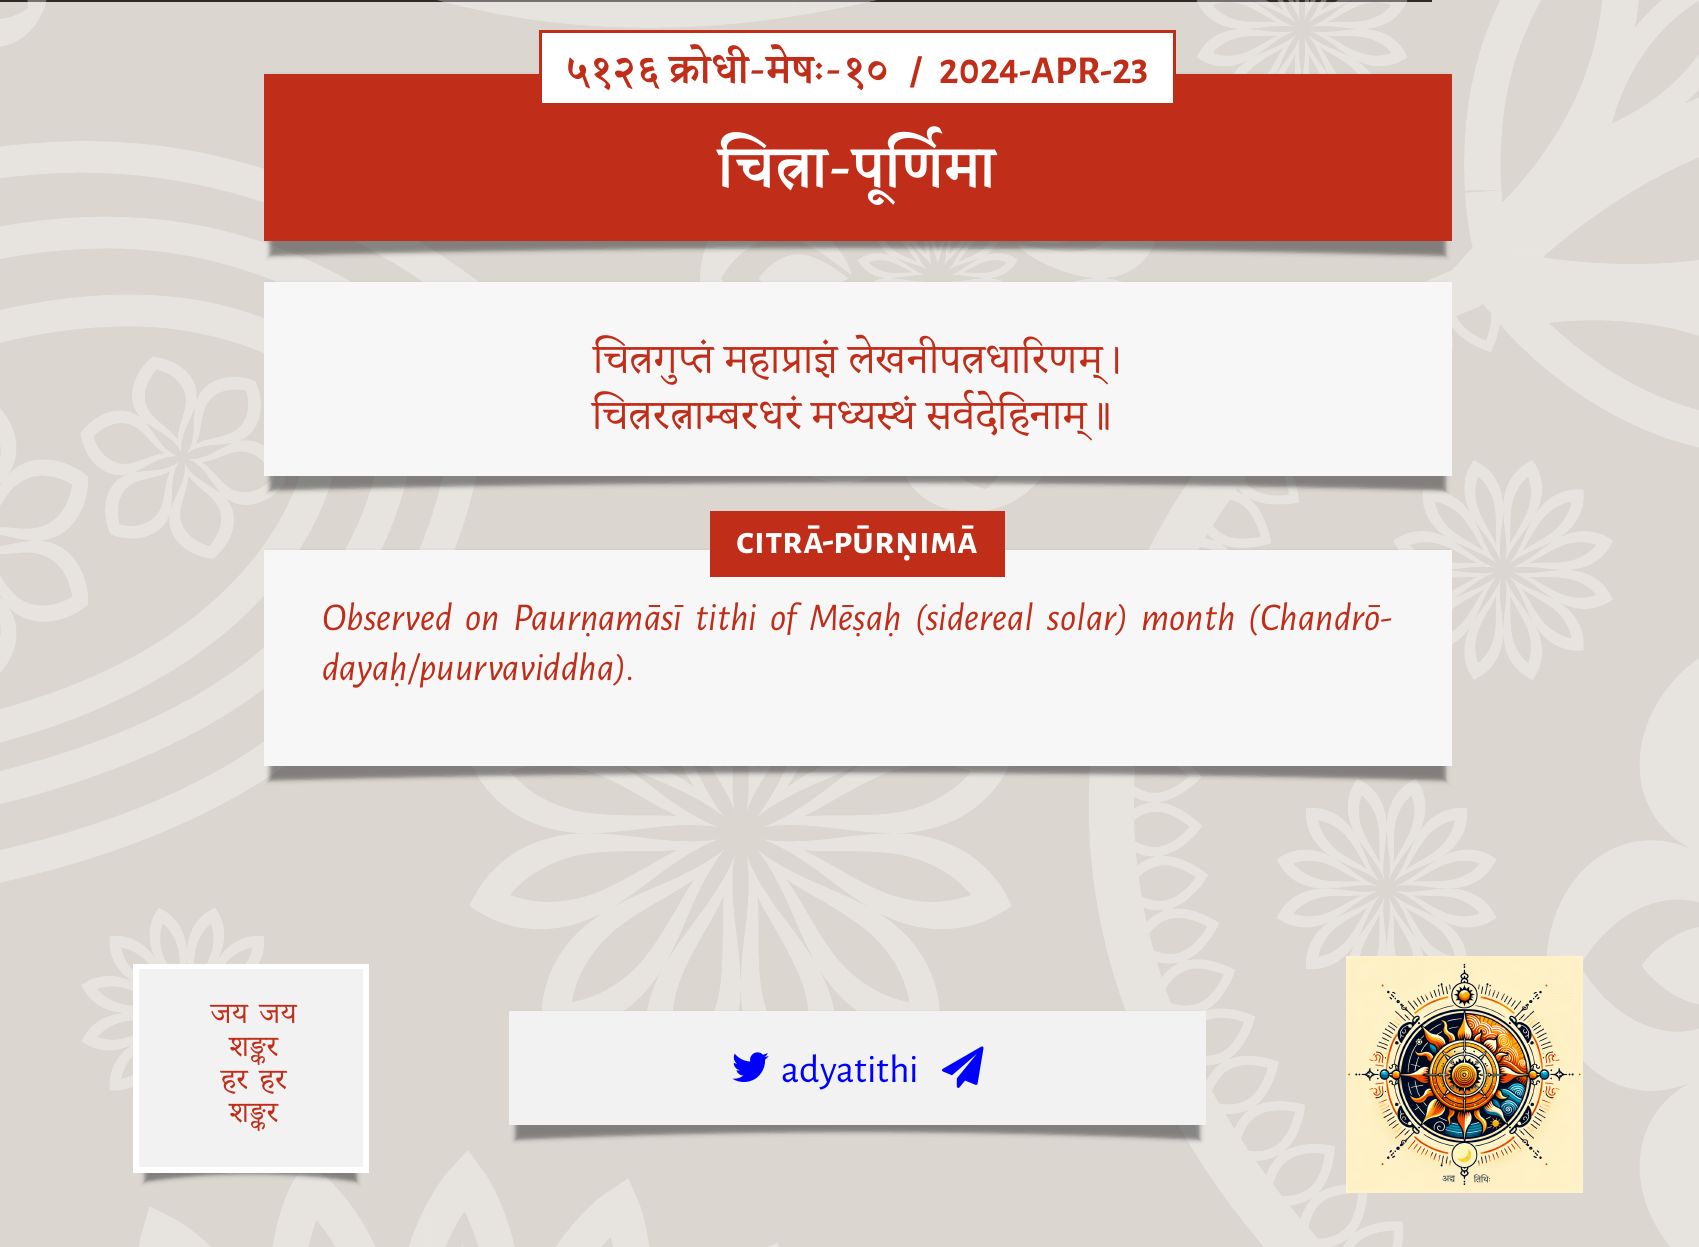 ५१२६ क्रोधी-मेषः-१० / 2024-APR-23
चित्रा-पूर्णिमा
चित्रगुप्तं महाप्राज्ञं लेखनीपत्रधारिणम्।
चित्ररत्नाम्बरधरं मध्यस्थं सर्वदेहिनाम्॥
CITRĀ-PŪRṆIMĀ
Observed on Paurṇamāsī tithi of Mēṣaḥ (sidereal solar) month (Chandrō-
dayaḥ/puurvaviddha).
जय जय
शङ्कर
हर हर
शङ्कर
adyatithi
अद्य तिथिः